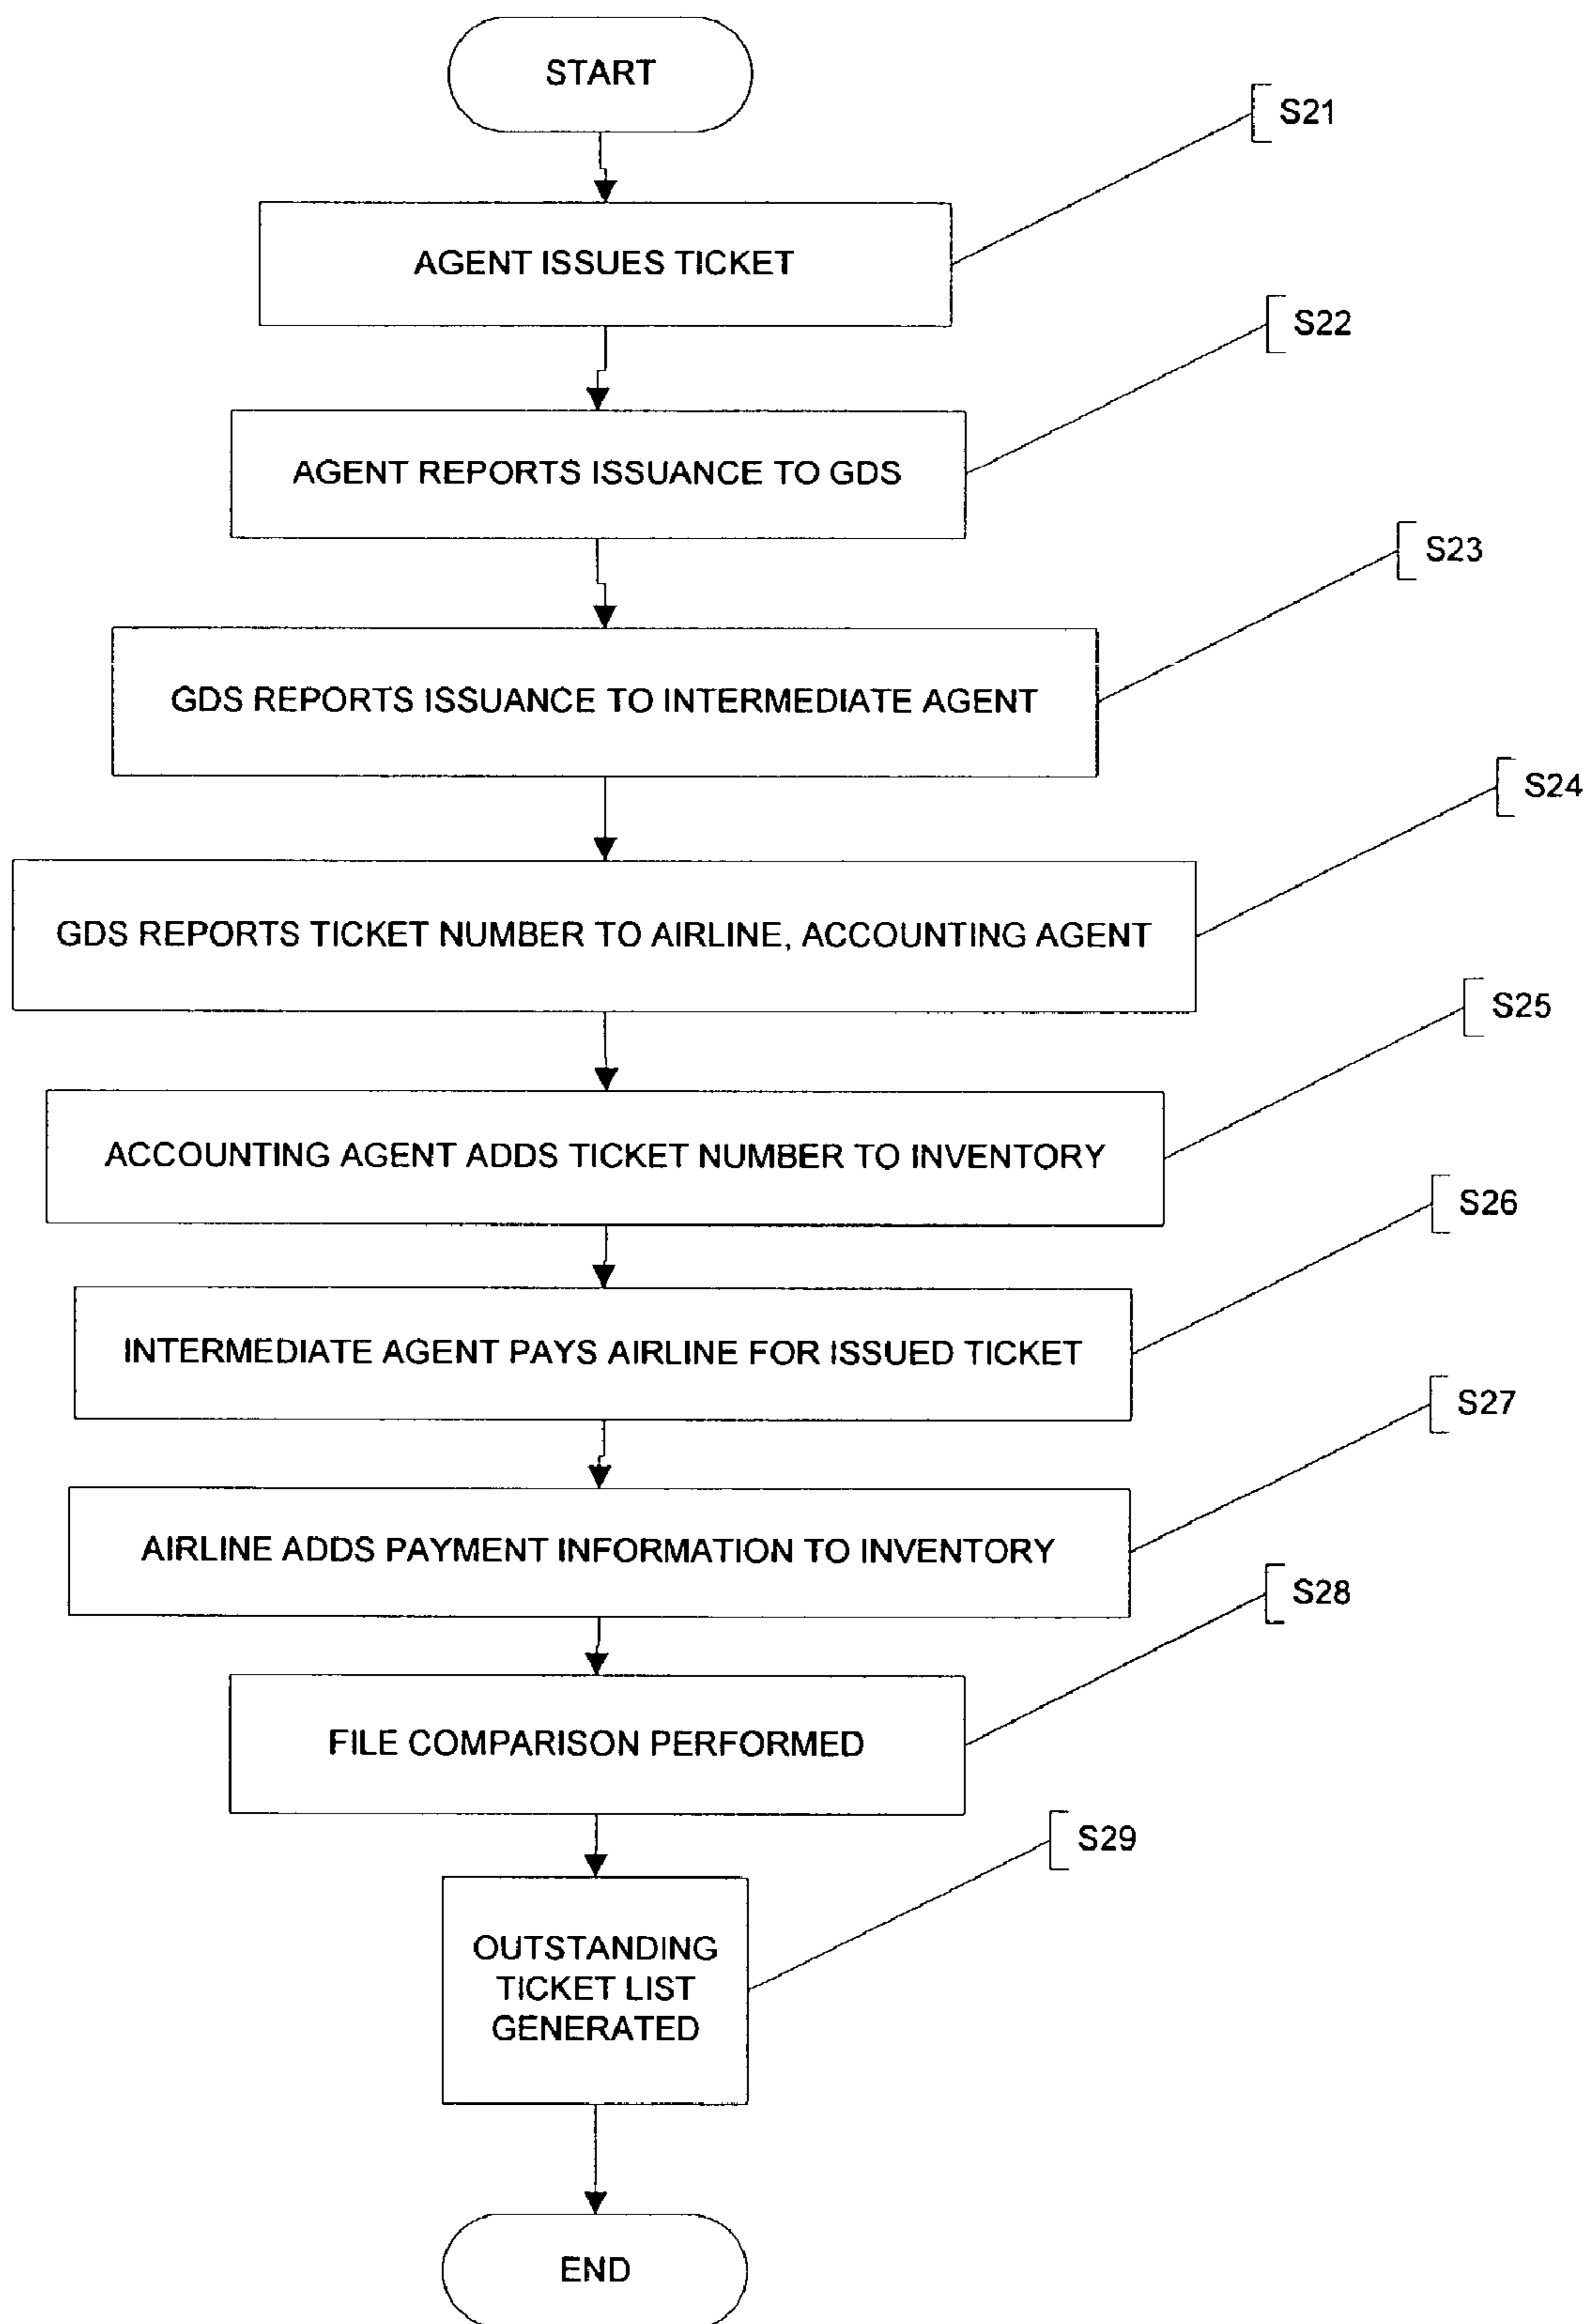 START
S21
AGENT ISSUES TICKET
S22
AGENT REPORTS ISSUANCE TO GDS
S23
GDS REPORTS ISSUANCE TO INTERMEDIATE AGENT
S24
GDS REPORTS TICKET NUMBER TO AIRLINE, ACCOUNTING AGENT
S25
ACCOUNTING AGENT ADDS TICKET NUMBER TO INVENTORY
S26
INTERMEDIATE AGENT PAYS AIRLINE FOR ISSUED TICKET
S27
AIRLINE ADDS PAYMENT INFORMATION TO INVENTORY
S28
FILE COMPARISON PERFORMED
S29
OUTSTANDING
TICKET LIST
GENERATED
END